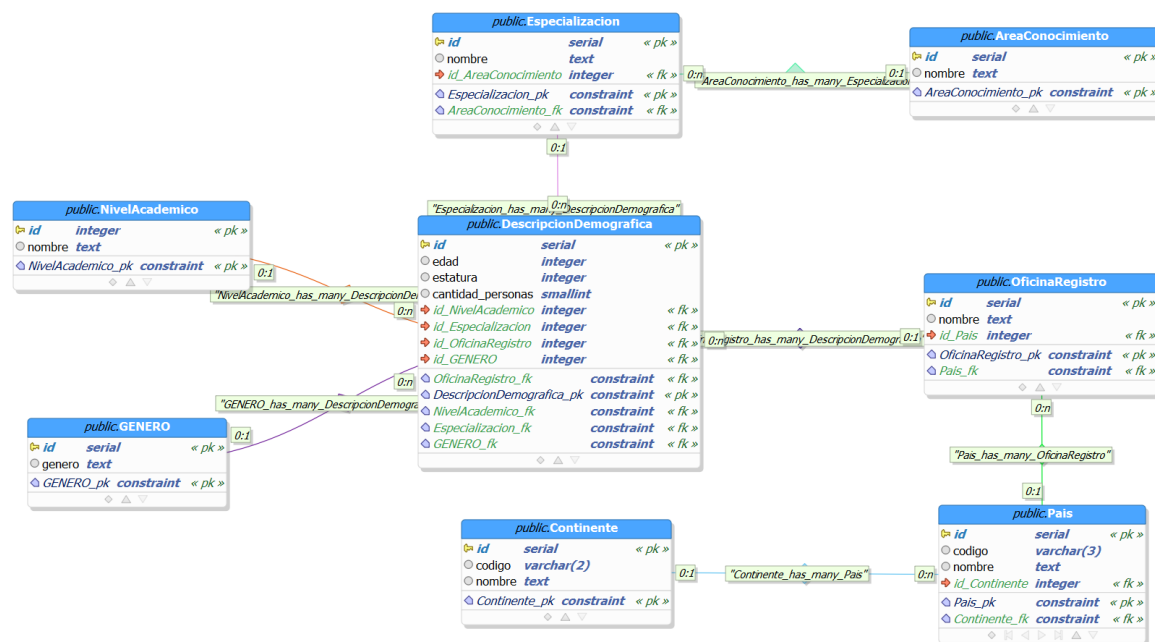 public.Especializacion
id serial « pk »
nombre text
id_AreaConocimiento integer « fk »
Especializacion_pk constraint « pk »
AreaConocimiento_fk constraint « fk »
public.AreaConocimiento
id serial « pk »
nombre text
AreaConocimiento_pk constraint « pk »
0:n
AreaConocimiento_has_many_Especializacion
0:1
0:1
0:n
"Especializacion_has_many_DescripcionDemografica"
public.NivelAcademico
id integer « pk »
nombre text
NivelAcademico_pk constraint « pk »
0:1
"NivelAcademico_has_many_DescripcionDem
0:n
public.DescripcionDemografica
id serial « pk »
edad integer
estatura integer
cantidad_personas smallint
id_NivelAcademico integer « fk »
id_Especializacion integer « fk »
id_OficinaRegistro integer « fk »
id_GENERO integer « fk »
OficinaRegistro_fk constraint « fk »
DescripcionDemografica_pk constraint « pk »
NivelAcademico_fk constraint « fk »
Especializacion_fk constraint « fk »
GENERO_fk constraint « fk »
0:n
gistro_has_many_DescripcionDemogra
0:1
public.OficinaRegistro
id serial « pk »
nombre text
id_Pais integer « fk »
OficinaRegistro_pk constraint « pk »
Pais_fk constraint « fk »
0:n
"GENERO_has_many_DescripcionDemogra
0:1
public.GENERO
id serial « pk »
genero text
GENERO_pk constraint « pk »
0:n
"Pais_has_many_OficinaRegistro"
0:1
public.Continente
id serial « pk »
codigo varchar(2)
nombre text
Continente_pk constraint « pk »
0:1
"Continente_has_many_Pais"
0:n
public.Pais
id serial « pk »
codigo varchar(3)
nombre text
id_Continente integer « fk »
Pais_pk constraint « pk »
Continente_fk constraint « fk »